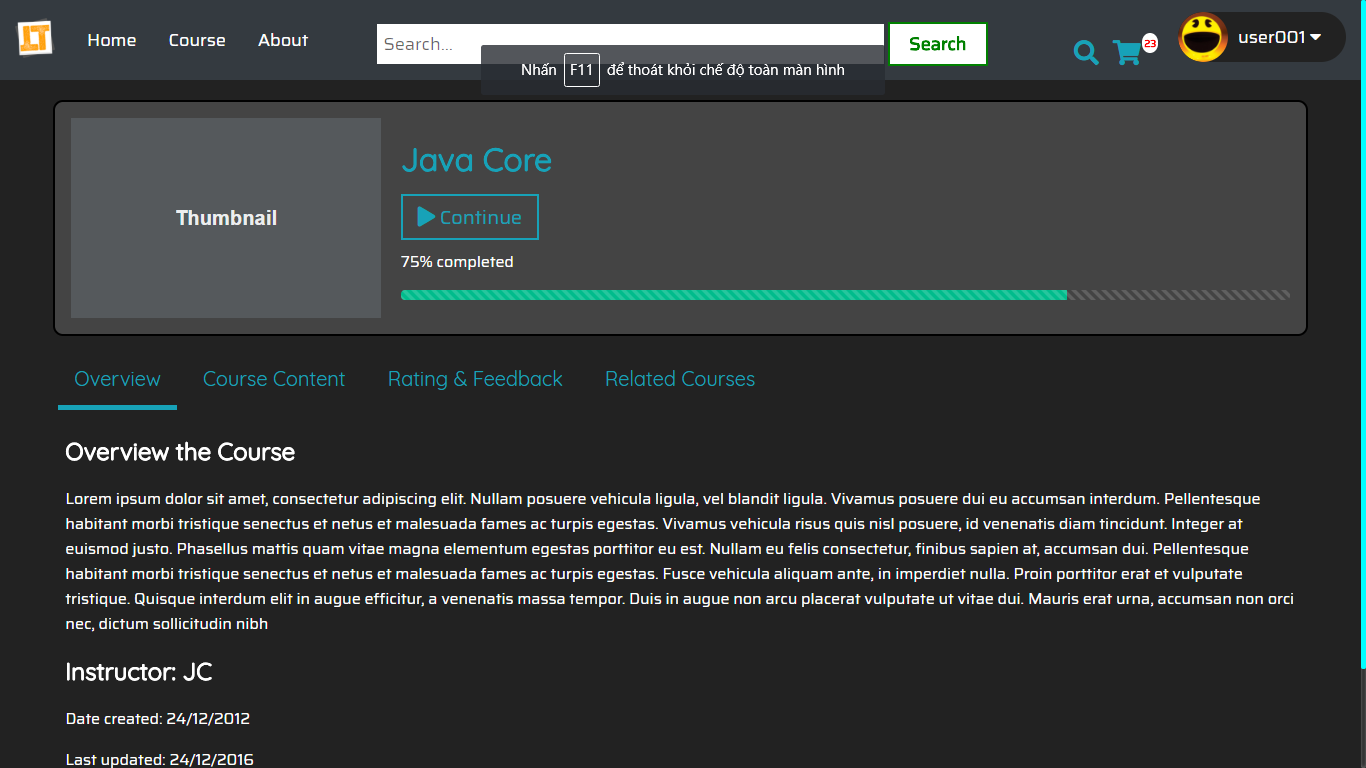 LT
Home Course About
Search...
Search
23
user001
Nhấn F11 để thoát khỏi chế độ toàn màn hình
Thumbnail
Java Core
Continue
75% completed
Overview Course Content Rating & Feedback Related Courses
Overview the Course
Lorem ipsum dolor sit amet, consectetur adipiscing elit. Nullam posuere vehicula ligula, vel blandit ligula. Vivamus posuere dui eu accumsan interdum. Pellentesque
habitant morbi tristique senectus et netus et malesuada fames ac turpis egestas. Vivamus vehicula risus quis nisl posuere, id venenatis diam tincidunt. Integer at
euismod justo. Phasellus mattis quam vitae magna elementum egestas porttitor eu est. Nullam eu felis consectetur, finibus sapien at, accumsan dui. Pellentesque
habitant morbi tristique senectus et netus et malesuada fames ac turpis egestas. Fusce vehicula aliquam ante, in imperdiet nulla. Proin porttitor erat et vulputate
tristique. Quisque interdum elit in augue efficitur, a venenatis massa tempor. Duis in augue non arcu placerat vulputate ut vitae dui. Mauris erat urna, accumsan non orci
nec, dictum sollicitudin nibh
Instructor: JC
Date created: 24/12/2012
Last updated: 24/12/2016